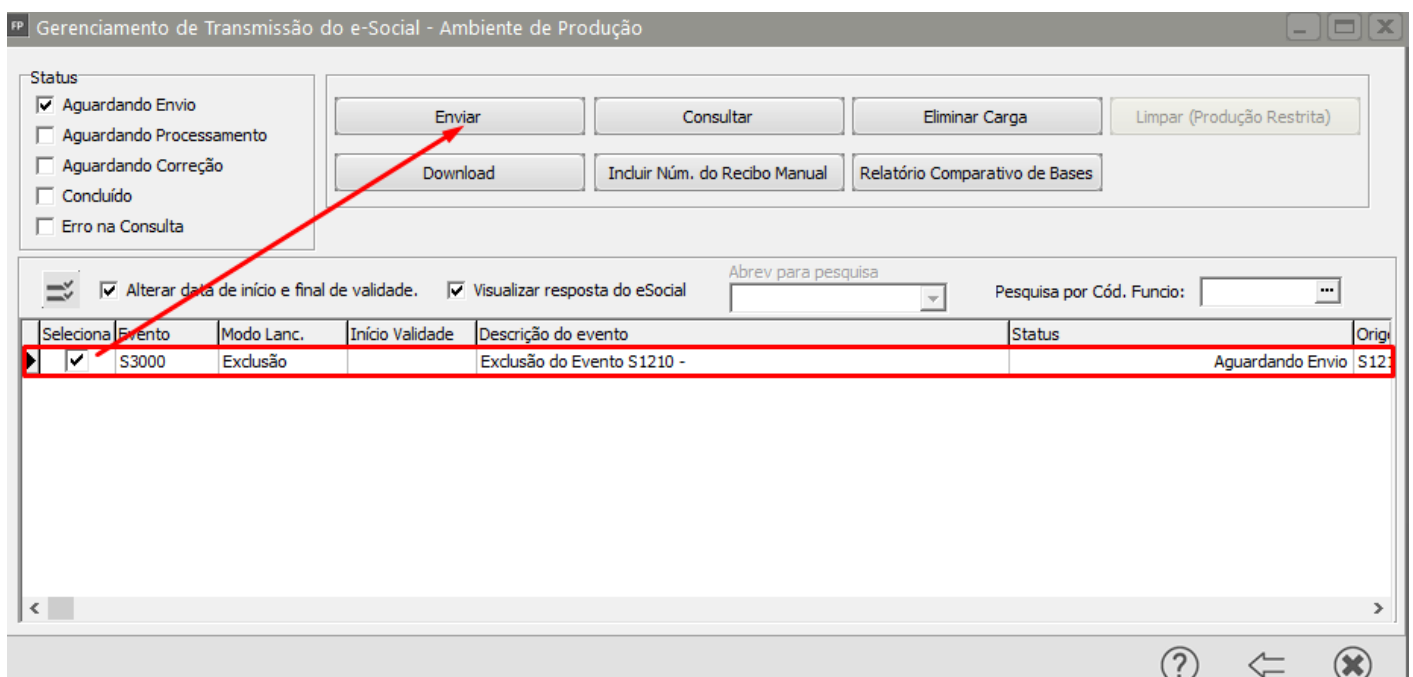 FP Gerenciamento de Transmissão do e-Social - Ambiente de Produção
Status
Aguardando Envio
Aguardando Processamento
Aguardando Correção
Concluído
Erro na Consulta
Enviar Consultar Eliminar Carga Limpar (Produção Restrita)
Download Incluir Núm. do Recibo Manual Relatório Comparativo de Bases
Alterar data de início e final de validade. Visualizar resposta do eSocial Abrev para pesquisa Pesquisa por Cód. Funcio: ...
Seleciona Evento Modo Lanc. Início Validade Descrição do evento Status Orige
S3000 Exclusão Exclusão do Evento S1210 - Aguardando Envio S121